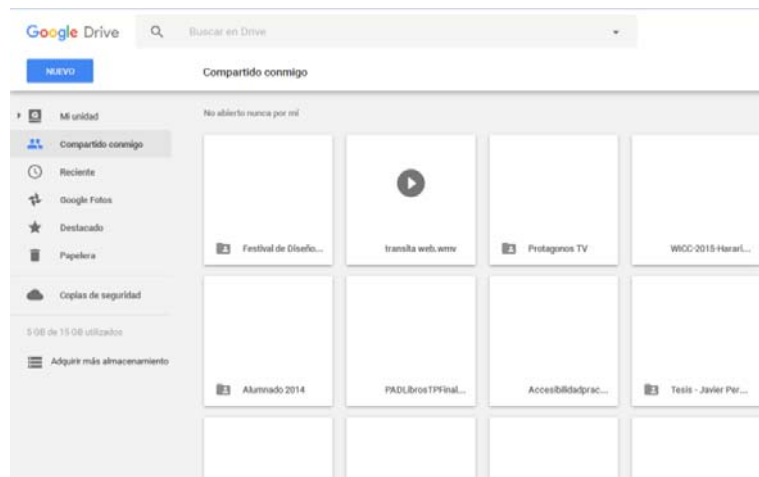 Google Drive
Buscar en Drive
NUEVO
Compartido conmigo
Mi unidad
Compartido conmigo
Reciente
Google Fotos
Destacado
Papelera
Copias de seguridad
5 GB de 15 GB utilizados
Adquirir más almacenamiento
No abierto nunca por mí
Festival de Diseño...
transita web.wmv
Protagonos TV
WICC-2015-Harari...
Alumnado 2014
PADLibrosTPFinal...
Accesibilidadprac...
Tesis - Javier Per...